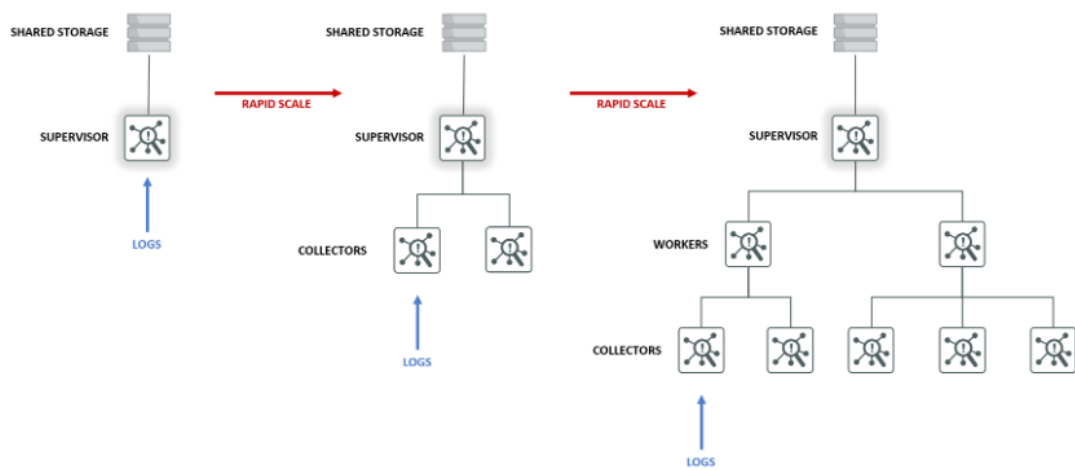 SHARED STORAGE
SHARED STORAGE
SHARED STORAGE
RAPID SCALE
RAPID SCALE
SUPERVISOR
SUPERVISOR
SUPERVISOR
LOGS
COLLECTORS
WORKERS
LOGS
COLLECTORS
LOGS